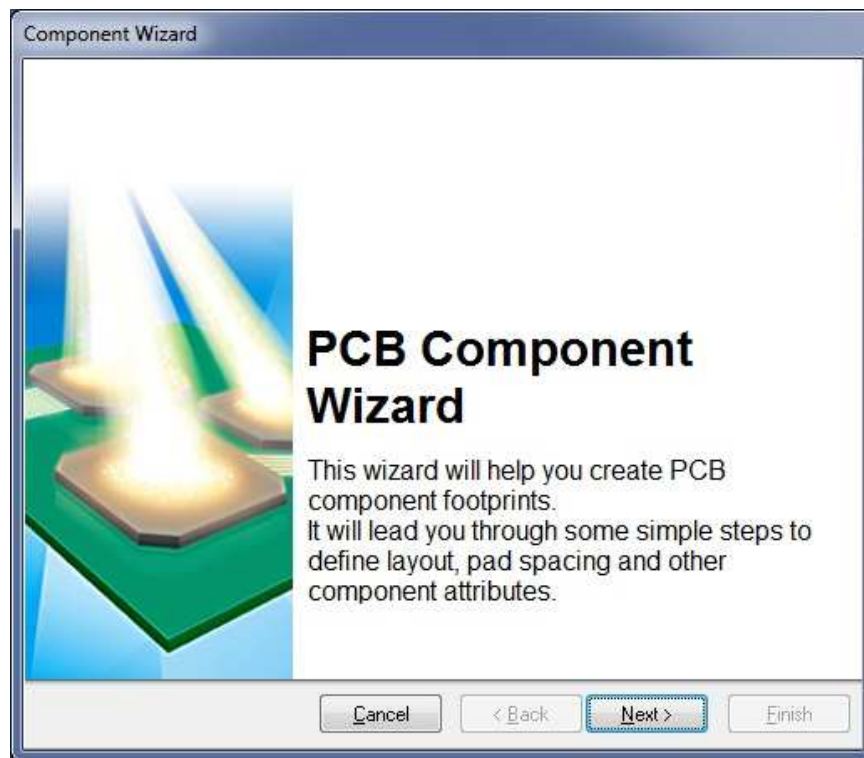 Component Wizard
PCB Component
Wizard
This wizard will help you create PCB
component footprints.
It will lead you through some simple steps to
define layout, pad spacing and other
component attributes.
Cancel
< Back
Next >
Finish